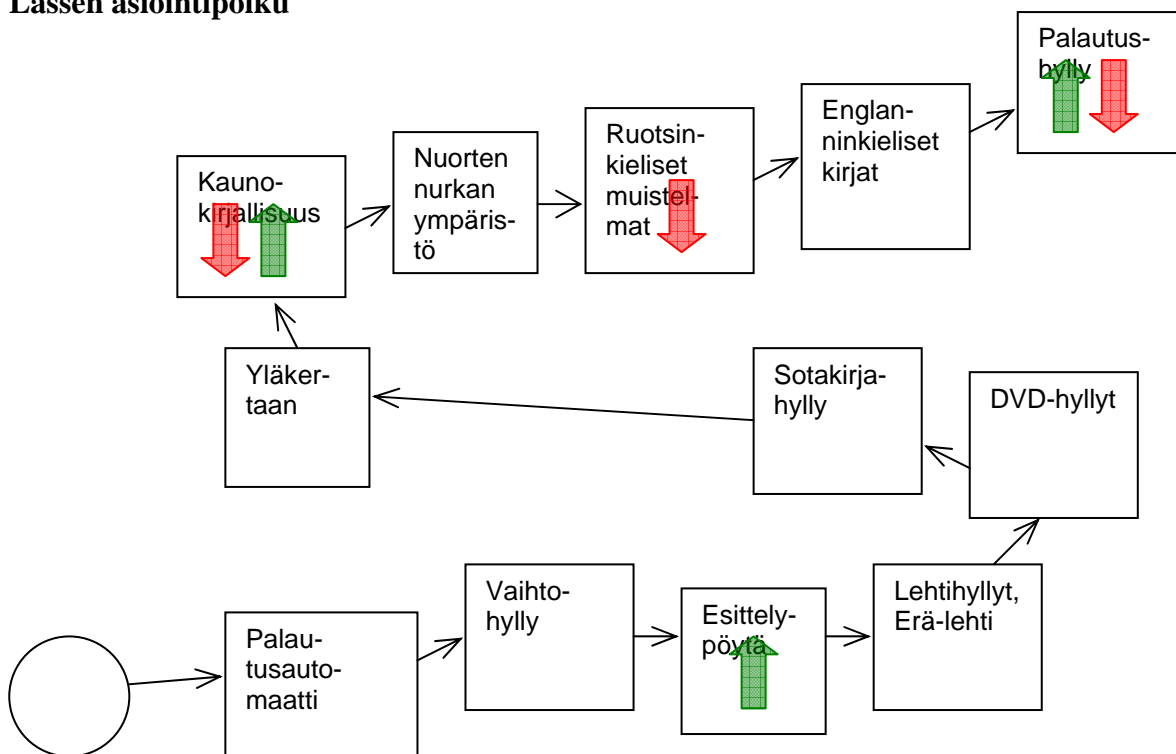 Lassen asiointipolku
Palautus-
hylly
Englan-
ninkieliset
kirjat
Ruotsin-
kieliset
muistel-
mat
Nuorten
nurkan
ympäris-
tö
Kauno-
kirjallisuus
Yläker-
taan
Sotakirja-
hylly
DVD-hyllyt
Lehtihyllyt,
Erä-lehti
Esittely-
pöytä
Vaihto-
hylly
Palau-
tusauto-
maatti